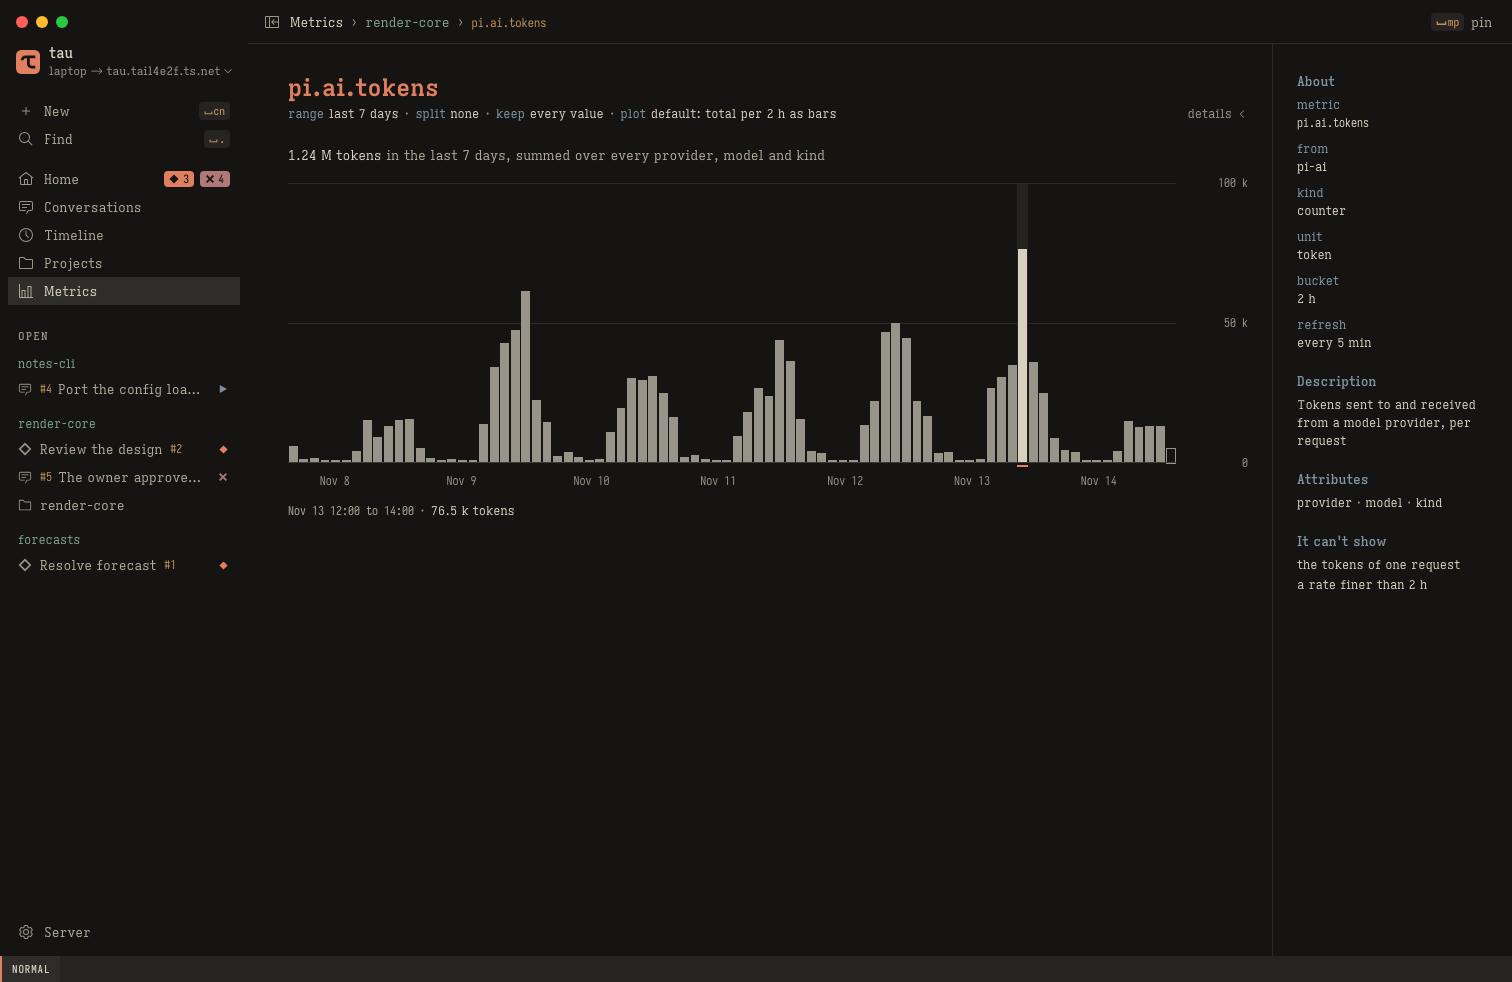 tau
laptop → tau.tail4e2f.ts.net
New ⎵cn
Find ⎵.
Home ◆ 3 ✕ 4
Conversations
Timeline
Projects
Metrics
OPEN
notes-cli
#4 Port the config loa...
render-core
Review the design #2
#5 The owner approve...
render-core
forecasts
Resolve forecast #1
Server
NORMAL
Metrics › render-core › pi.ai.tokens
⎵mp pin
pi.ai.tokens
range last 7 days · split none · keep every value · plot default: total per 2 h as bars
details
1.24 M tokens in the last 7 days, summed over every provider, model and kind
100 k
50 k
0
Nov 8 Nov 9 Nov 10 Nov 11 Nov 12 Nov 13 Nov 14
Nov 13 12:00 to 14:00 · 76.5 k tokens
About
metric
pi.ai.tokens
from
pi-ai
kind
counter
unit
token
bucket
2 h
refresh
every 5 min
Description
Tokens sent to and received
from a model provider, per
request
Attributes
provider · model · kind
It can't show
the tokens of one request
a rate finer than 2 h